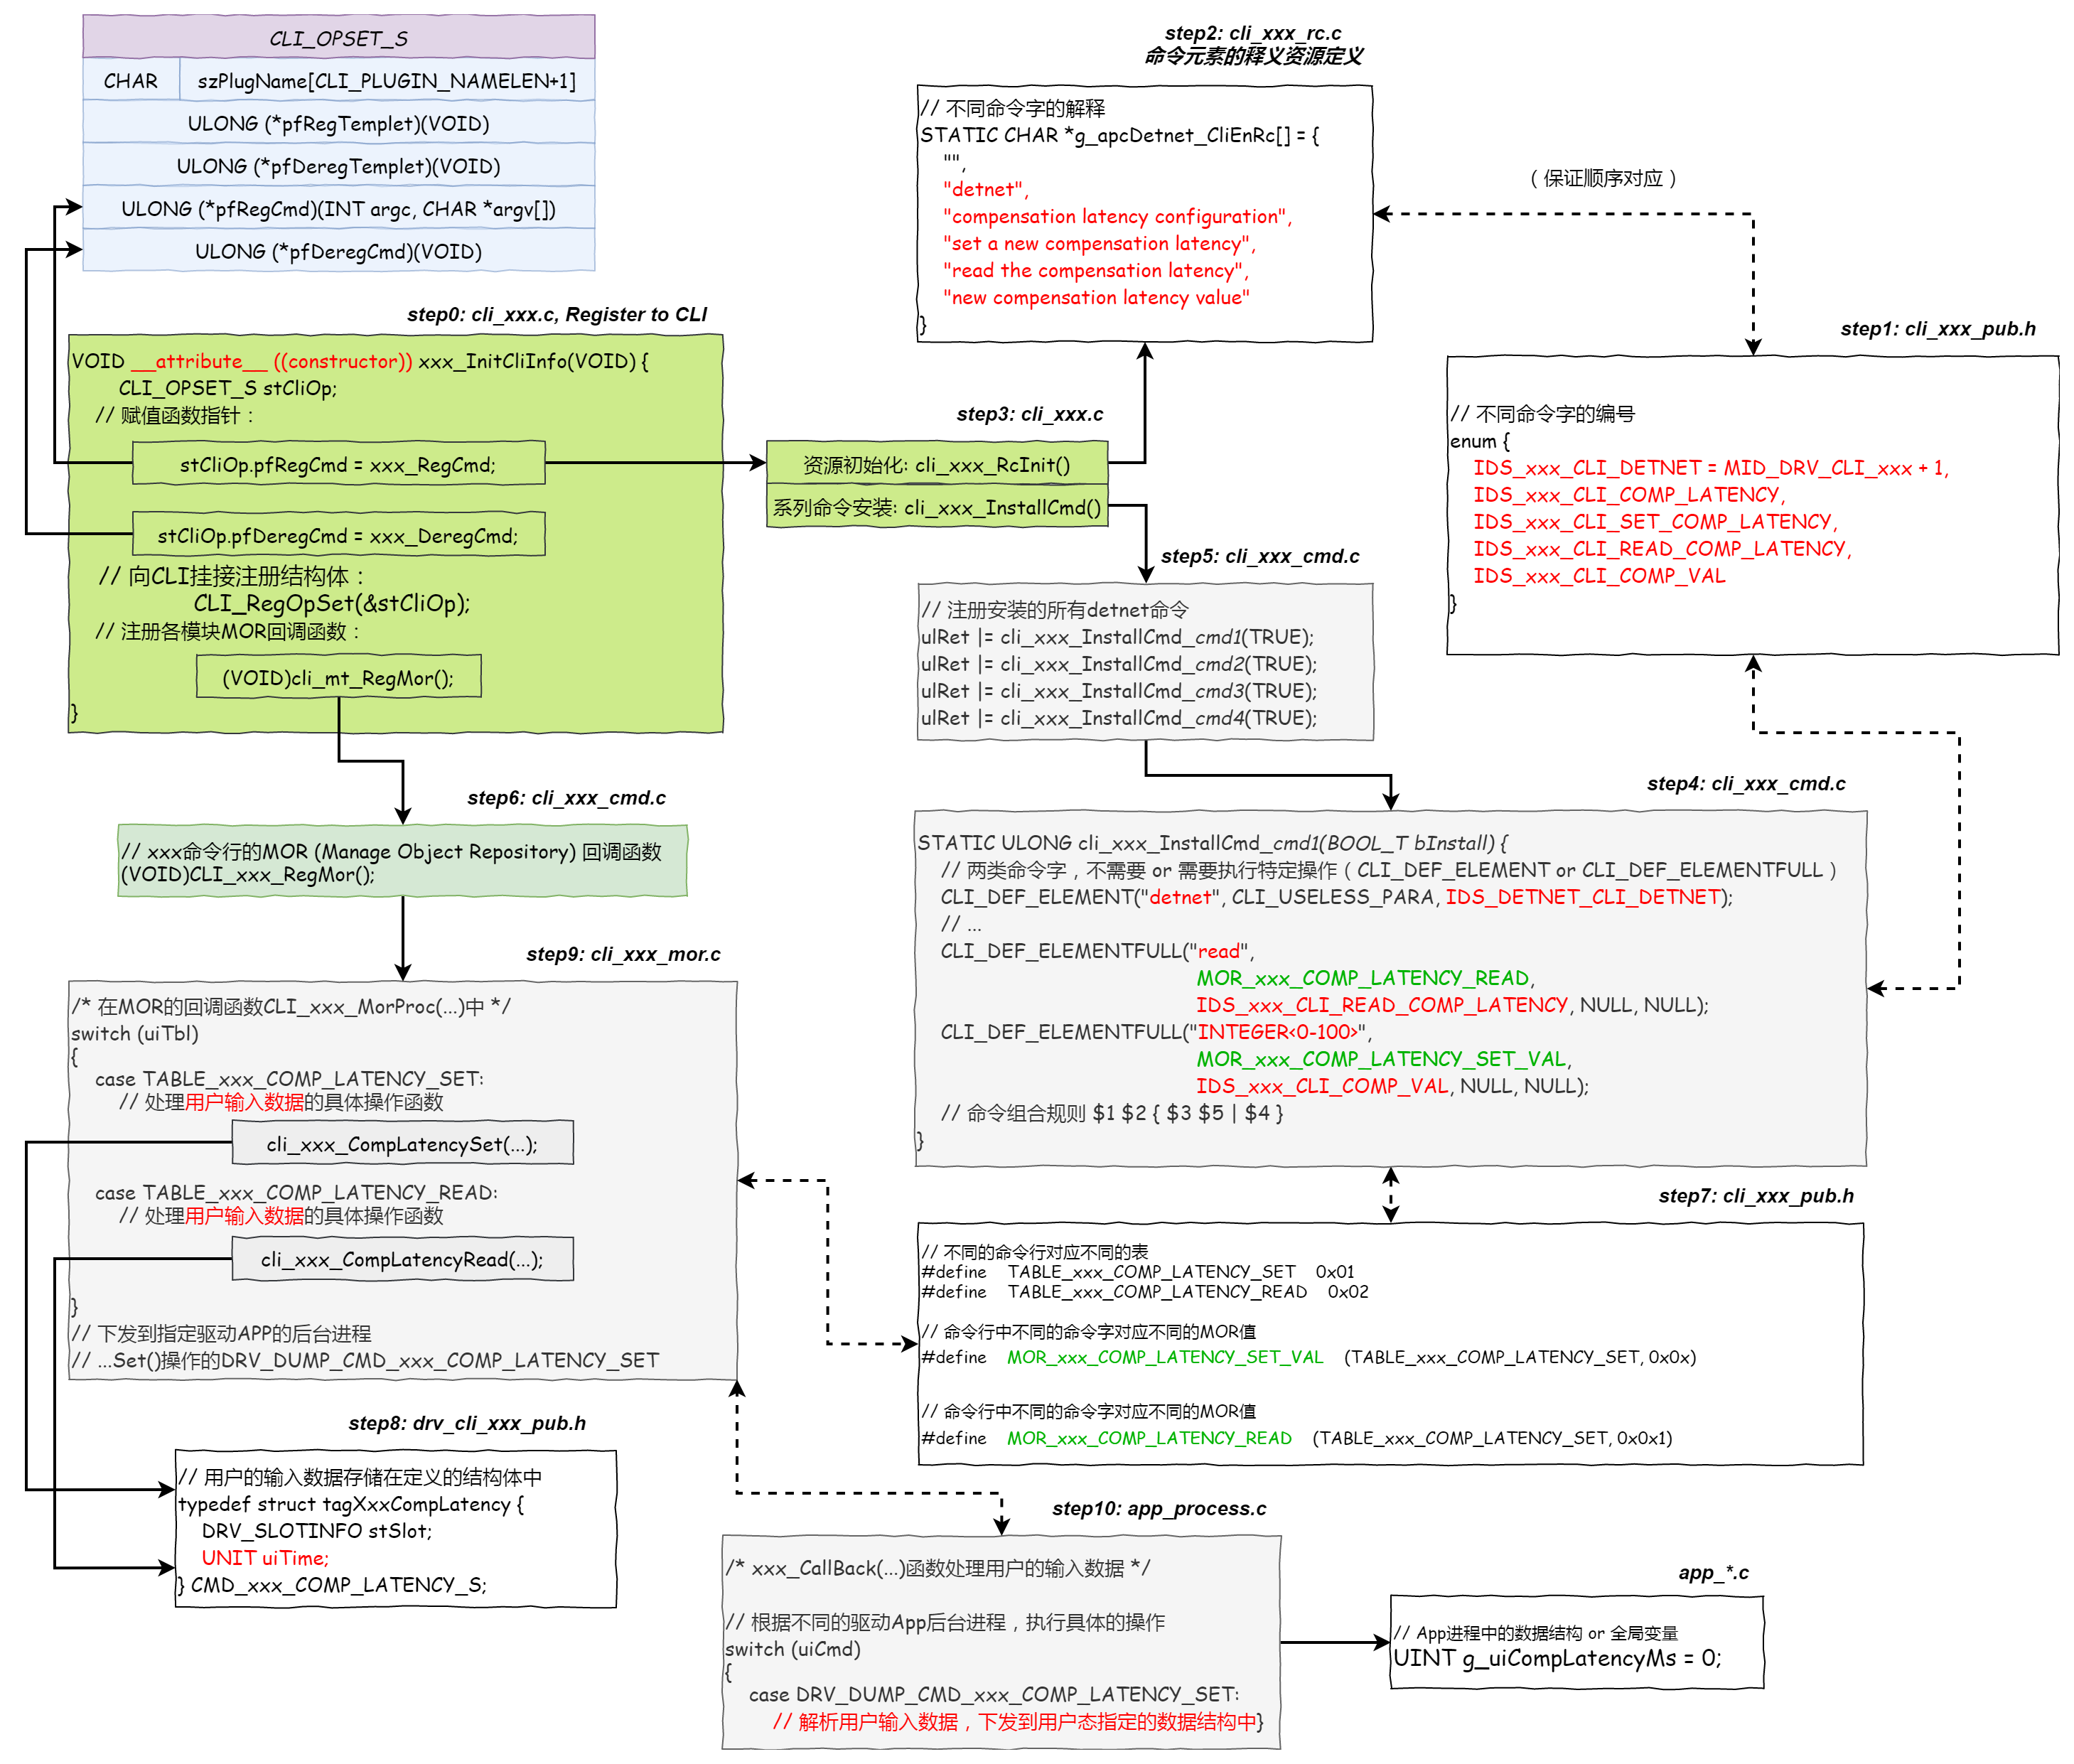 CLI_OPSET_S
CHAR
szPlugName[CLI_PLUGIN_NAMELEN+1]
ULONG (*pfRegTemplet)(VOID)
ULONG (*pfDeregTemplet)(VOID)
ULONG (*pfRegCmd)(INT argc, CHAR *argv[])
ULONG (*pfDeregCmd)(VOID)
step0: cli_xxx.c, Register to CLI
VOID __attribute__ ((constructor)) xxx_InitCliInfo(VOID) {
CLI_OPSET_S stCliOp;
// 赋值函数指针：
stCliOp.pfRegCmd = xxx_RegCmd;
stCliOp.pfDeregCmd = xxx_DeregCmd;
// 向CLI挂接注册结构体：
CLI_RegOpSet(&stCliOp);
// 注册各模块MOR回调函数：
(VOID)cli_mt_RegMor();
}
step2: cli_xxx_rc.c
命令元素的释义资源定义
// 不同命令字的解释
STATIC CHAR *g_apcDetnet_CliEnRc[] = {
"",
"detnet",
"compensation latency configuration",
"set a new compensation latency",
"read the compensation latency",
"new compensation latency value"
}
（保证顺序对应）
step1: cli_xxx_pub.h
// 不同命令字的编号
enum {
IDS_xxx_CLI_DETNET = MID_DRV_CLI_xxx + 1,
IDS_xxx_CLI_COMP_LATENCY,
IDS_xxx_CLI_SET_COMP_LATENCY,
IDS_xxx_CLI_READ_COMP_LATENCY,
IDS_xxx_CLI_COMP_VAL
}
step3: cli_xxx.c
资源初始化: cli_xxx_RcInit()
系列命令安装: cli_xxx_InstallCmd()
step5: cli_xxx_cmd.c
// 注册安装的所有detnet命令
ulRet |= cli_xxx_InstallCmd_cmd1(TRUE);
ulRet |= cli_xxx_InstallCmd_cmd2(TRUE);
ulRet |= cli_xxx_InstallCmd_cmd3(TRUE);
ulRet |= cli_xxx_InstallCmd_cmd4(TRUE);
step4: cli_xxx_cmd.c
STATIC ULONG cli_xxx_InstallCmd_cmd1(BOOL_T bInstall) {
// 两类命令字，不需要 or 需要执行特定操作（CLI_DEF_ELEMENT or CLI_DEF_ELEMENTFULL）
CLI_DEF_ELEMENT("detnet", CLI_USELESS_PARA, IDS_DETNET_CLI_DETNET);
// ...
CLI_DEF_ELEMENTFULL("read",
MOR_xxx_COMP_LATENCY_READ,
IDS_xxx_CLI_READ_COMP_LATENCY, NULL, NULL);
CLI_DEF_ELEMENTFULL("INTEGER<0-100>",
MOR_xxx_COMP_LATENCY_SET_VAL,
IDS_xxx_CLI_COMP_VAL, NULL, NULL);
// 命令组合规则 $1 $2 { $3 $5 | $4 }
}
step6: cli_xxx_cmd.c
// xxx命令行的MOR (Manage Object Repository) 回调函数
(VOID)CLI_xxx_RegMor();
step9: cli_xxx_mor.c
/* 在MOR的回调函数CLI_xxx_MorProc(...)中 */
switch (uiTbl)
{
case TABLE_xxx_COMP_LATENCY_SET:
// 处理用户输入数据的具体操作函数
cli_xxx_CompLatencySet(...);
case TABLE_xxx_COMP_LATENCY_READ:
// 处理用户输入数据的具体操作函数
cli_xxx_CompLatencyRead(...);
}
// 下发到指定驱动APP的后台进程
// ...Set()操作的DRV_DUMP_CMD_xxx_COMP_LATENCY_SET
step7: cli_xxx_pub.h
// 不同的命令行对应不同的表
#define TABLE_xxx_COMP_LATENCY_SET 0x01
#define TABLE_xxx_COMP_LATENCY_READ 0x02
// 命令行中不同的命令字对应不同的MOR值
#define MOR_xxx_COMP_LATENCY_SET_VAL (TABLE_xxx_COMP_LATENCY_SET, 0x0x)
// 命令行中不同的命令字对应不同的MOR值
#define MOR_xxx_COMP_LATENCY_READ (TABLE_xxx_COMP_LATENCY_SET, 0x0x1)
step8: drv_cli_xxx_pub.h
// 用户的输入数据存储在定义的结构体中
typedef struct tagXxxCompLatency {
DRV_SLOTINFO stSlot;
UNIT uiTime;
} CMD_xxx_COMP_LATENCY_S;
step10: app_process.c
/* xxx_CallBack(...)函数处理用户的输入数据 */
// 根据不同的驱动App后台进程，执行具体的操作
switch (uiCmd)
{
case DRV_DUMP_CMD_xxx_COMP_LATENCY_SET:
// 解析用户输入数据，下发到用户态指定的数据结构中}
app_*.c
// App进程中的数据结构 or 全局变量
UINT g_uiCompLatencyMs = 0;